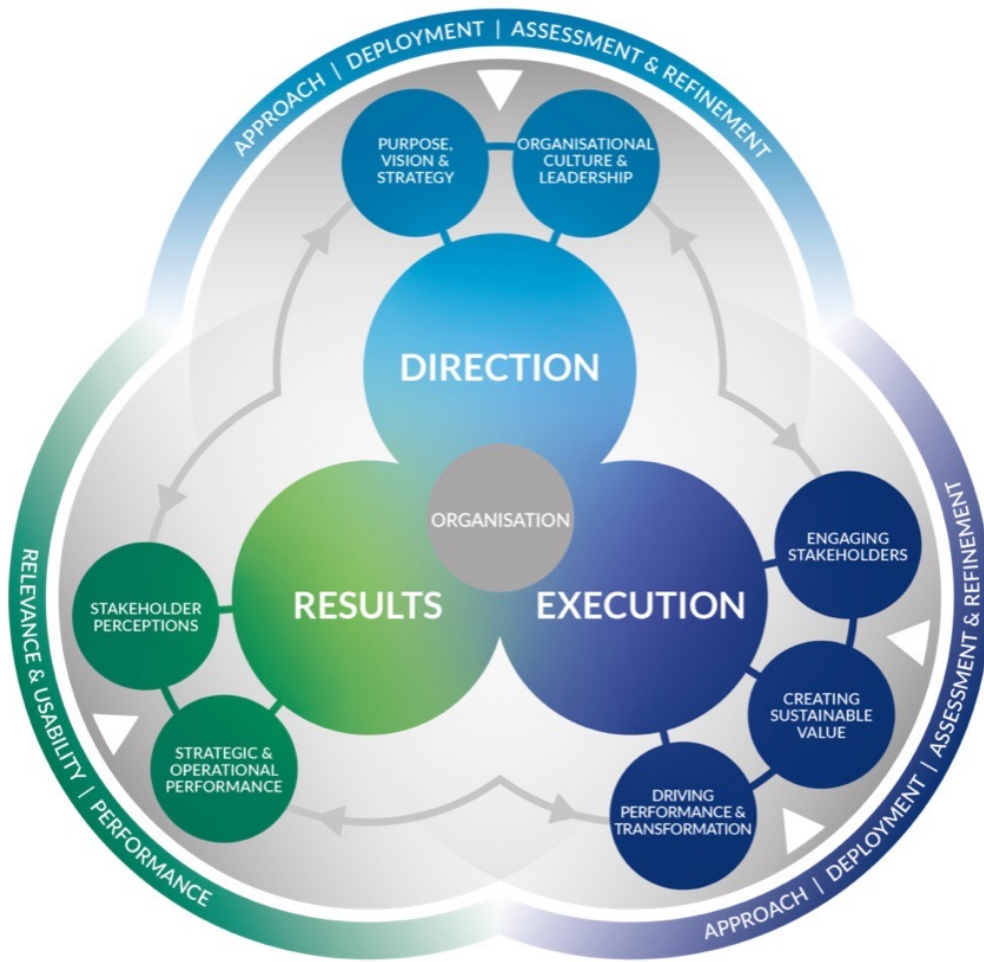 APPROACH | DEPLOYMENT | ASSESSMENT & REFINEMENT
PURPOSE,
VISION &
STRATEGY
ORGANISATIONAL
CULTURE &
LEADERSHIP
DIRECTION
ORGANISATION
RESULTS
EXECUTION
ENGAGING
STAKEHOLDERS
CREATING
SUSTAINABLE
VALUE
DRIVING
PERFORMANCE &
TRANSFORMATION
APPROACH | DEPLOYMENT | ASSESSMENT & REFINEMENT
STAKEHOLDER
PERCEPTIONS
STRATEGIC &
OPERATIONAL
PERFORMANCE
RELEVANCE & USABILITY | PERFORMANCE